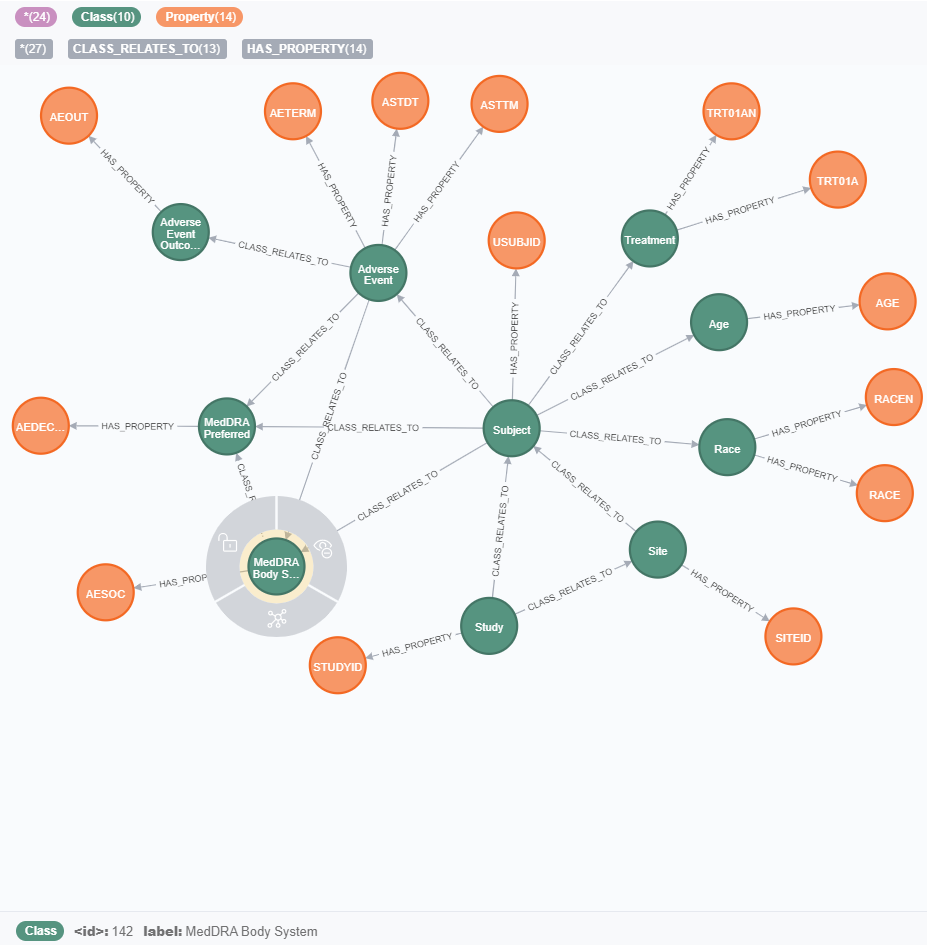 *(24) Class(10) Property(14)
*(27) CLASS_RELATES_TO(13) HAS_PROPERTY(14)
AEOUT
AETERM
ASTDT
ASTTM
TRT01AN
TRT01A
HAS_PROPERTY
HAS_PROPERTY
HAS_PROPERTY
HAS_PROPERTY
HAS_PROPERTY
HAS_PROPERTY
Adverse
Event
Outco...
CLASS_RELATES_TO
Adverse
Event
USUBJID
Treatment
HAS_PROPERTY
CLASS_RELATES_TO
CLASS_RELATES_TO
CLASS_RELATES_TO
CLASS_RELATES_TO
Age
HAS_PROPERTY
AGE
CLASS_RELATES_TO
AEDEC...
HAS_PROPERTY
MedDRA
Preferred
CLASS_RELATES_TO
Subject
CLASS_RELATES_TO
Race
HAS_PROPERTY
RACEN
HAS_PROPERTY
RACE
CLASS_R
CLASS_RELATES_TO
CLASS_RELATES_TO
CLASS_RELATES_TO
Site
MedDRA
Body S...
AESOC
HAS_PROP
CLASS_RELATES_TO
HAS_PROPERTY
Study
HAS_PROPERTY
STUDYID
SITEID
Class <id>: 142 label: MedDRA Body System